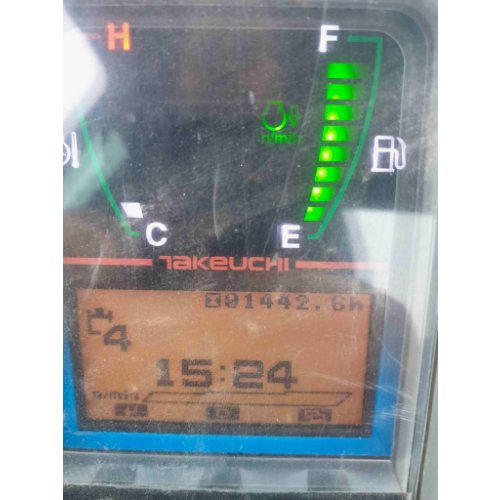 H F
n/min
C E
TAKEUCHI
01442.6h
4
15:24